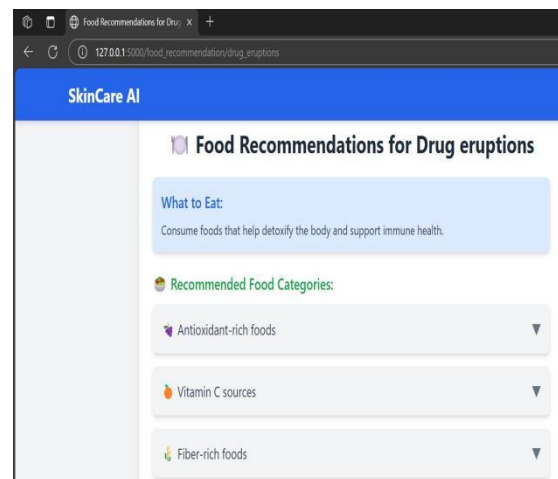 Food Recommendations for Drug
127.0.0.1:5000/food_recommendation/drug_eruptions
SkinCare AI
Food Recommendations for Drug eruptions
What to Eat:
Consume foods that help detoxify the body and support immune health.
Recommended Food Categories:
Antioxidant-rich foods
Vitamin C sources
Fiber-rich foods